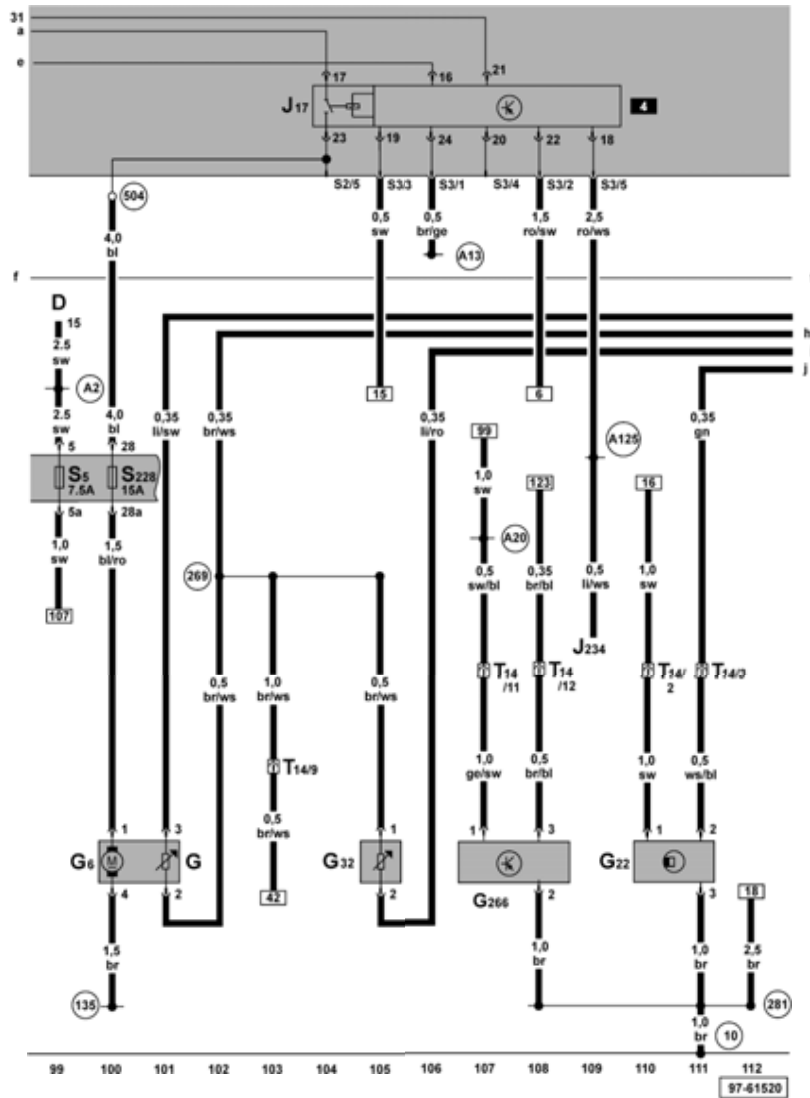 31
a
e
17
16
21
J17
4
23
19
24
20
22
18
S2/5
S3/3
S3/1
S3/4
S3/2
S3/5
504
0,5
sw
0,5
br/ge
1,5
ro/sw
2,5
ro/ws
4,0
bl
A13
f
D
15
h
2.5
sw
j
A2
15
6
2.5
sw
4,0
bl
0,35
li/sw
0,35
br/ws
0,35
li/ro
99
0,35
gn
A125
5
28
S5
7.5A
S228
15A
1,0
sw
123
16
5a
28a
A20
1,0
sw
1,5
bl/ro
269
0,5
sw/bl
0,35
br/bl
0,5
li/ws
1,0
sw
107
J234
0,5
br/ws
1,0
br/ws
0,5
br/ws
T14
/11
T14
/12
T14/
2
T14/3
T14/9
1,0
ge/sw
0,5
br/bl
1,0
sw
0,5
ws/bl
0,5
br/ws
1
3
1
1
3
1
2
G6
M
G
G32
G22
4
2
42
2
G266
2
3
18
1,5
br
1,0
br
1,0
br
2,5
br
135
281
1,0
br
10
99
100
101
102
103
104
105
106
107
108
109
110
111
112
97-61520